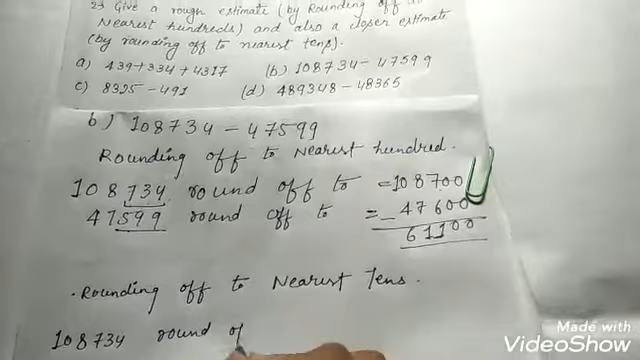 2) Give a rough estimate (by Rounding off to
Nearest hundreds) and also a closer estimate
(by rounding off to nearest tens).
a) 439+334+4317 (b) 108734-47599
c) 8325-491 (d) 489348-48365
b) 108734-47599
Rounding off to Nearest hundred.
108734 round off to =108700
47599 round off to =_47600
61100
.Rounding off to Nearest Tens.
108734 round of
Made with
VideoShow